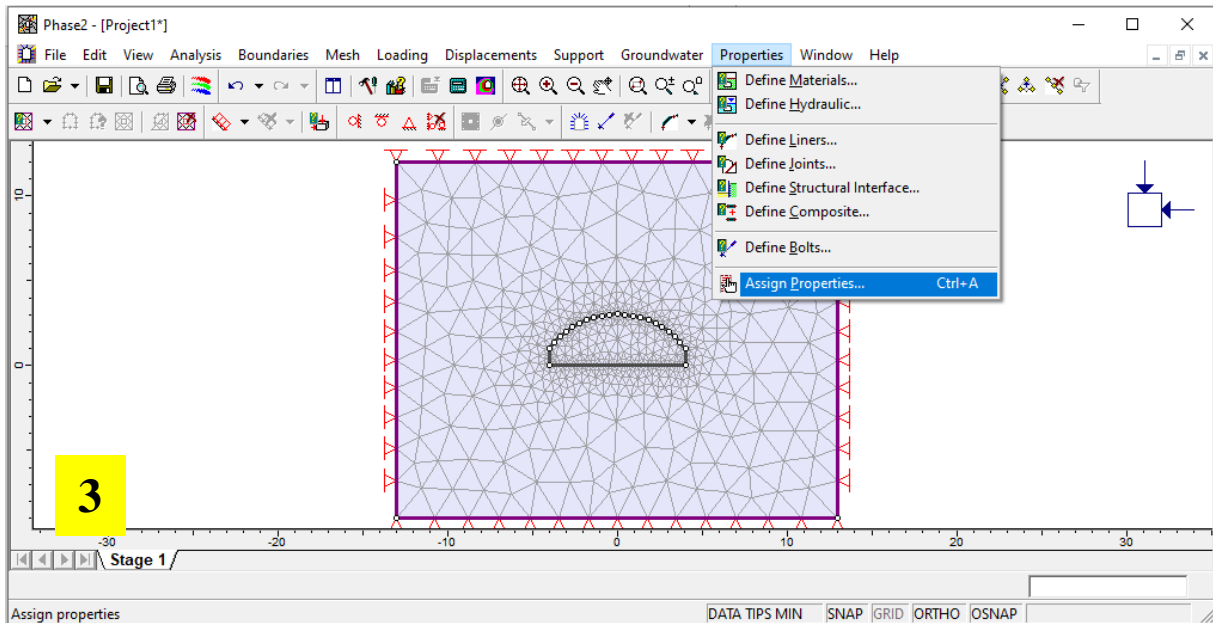 Phase2 - [Project1*]
File Edit View Analysis Boundaries Mesh Loading Displacements Support Groundwater Properties Window Help
Define Materials...
Define Hydraulic...
Define Liners...
Define Joints...
Define Structural Interface...
Define Composite...
Define Bolts...
Assign Properties... Ctrl+A
10
0
3
-30 -20 -10 0 10 20 30
Stage 1
Assign properties DATA TIPS MIN SNAP GRID ORTHO OSNAP